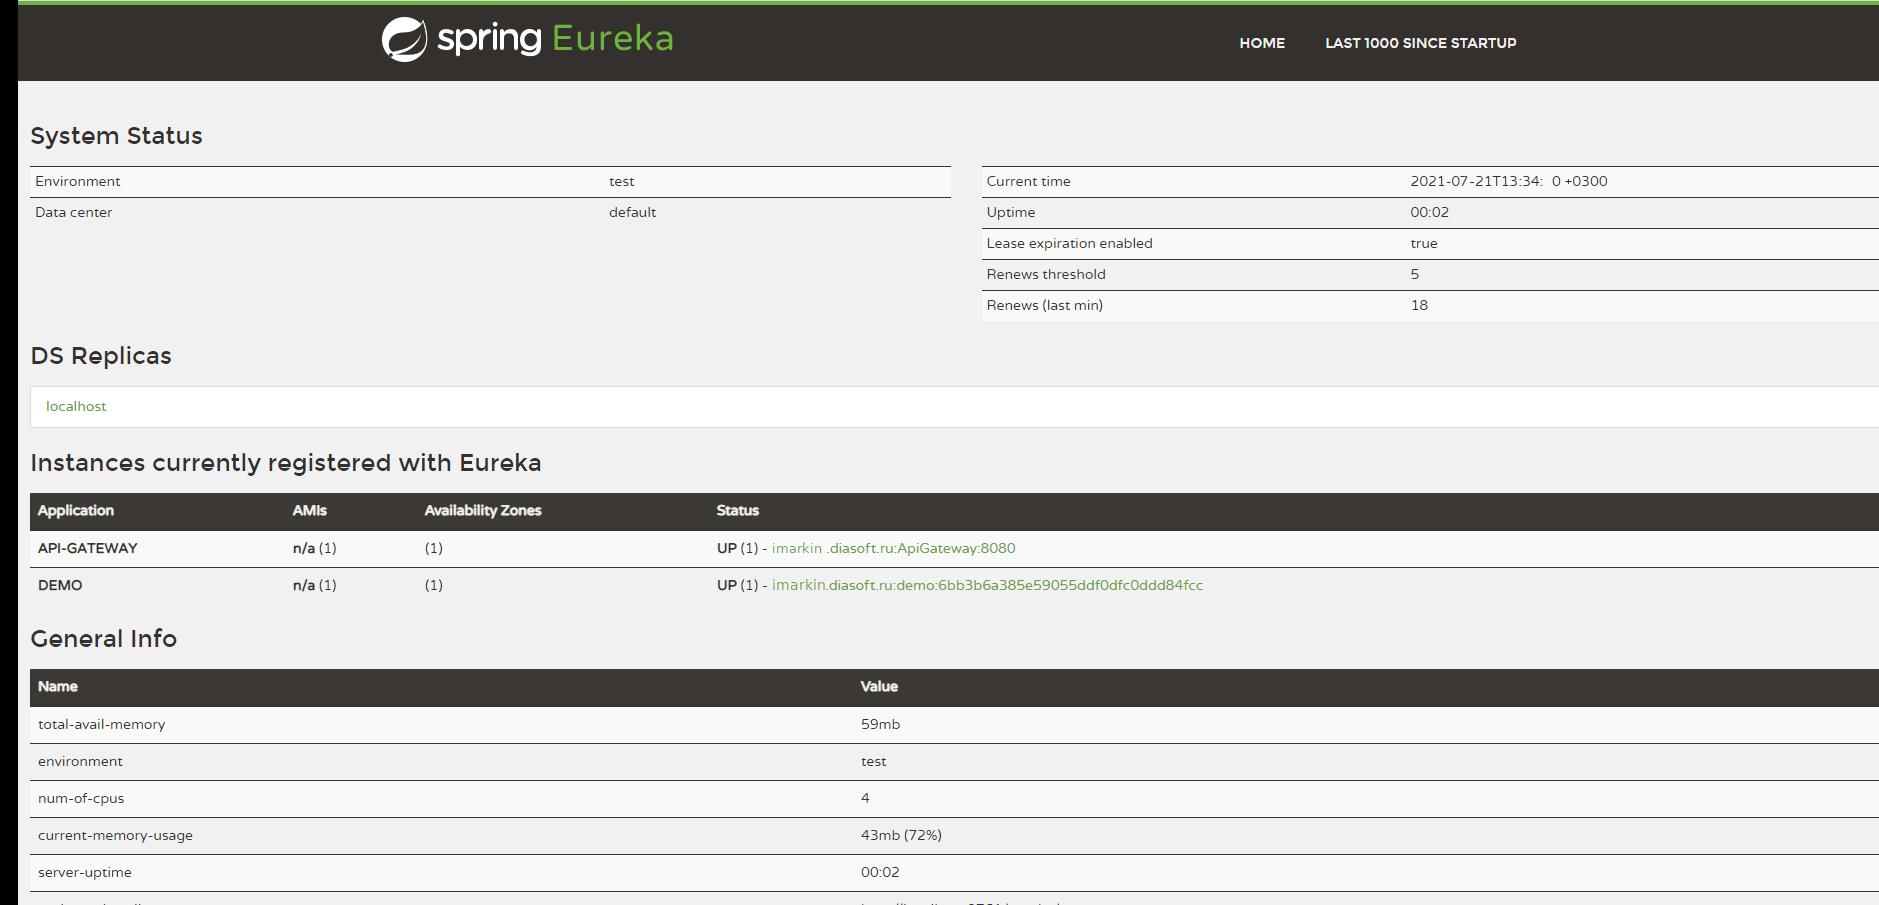 spring Eureka
HOME LAST 1000 SINCE STARTUP
System Status
Environment test
Data center default
Current time 2021-07-21T13:34: 0 +0300
Uptime 00:02
Lease expiration enabled true
Renews threshold 5
Renews (last min) 18
DS Replicas
localhost
Instances currently registered with Eureka
Application AMIs Availability Zones Status
API-GATEWAY n/a (1) (1) UP (1) - imarkin .diasoft.ru:ApiGateway:8080
DEMO n/a (1) (1) UP (1) - imarkin.diasoft.ru:demo:6bb3b6a385e59055ddf0dfc0ddd84fcc
General Info
Name Value
total-avail-memory 59mb
environment test
num-of-cpus 4
current-memory-usage 43mb (72%)
server-uptime 00:02